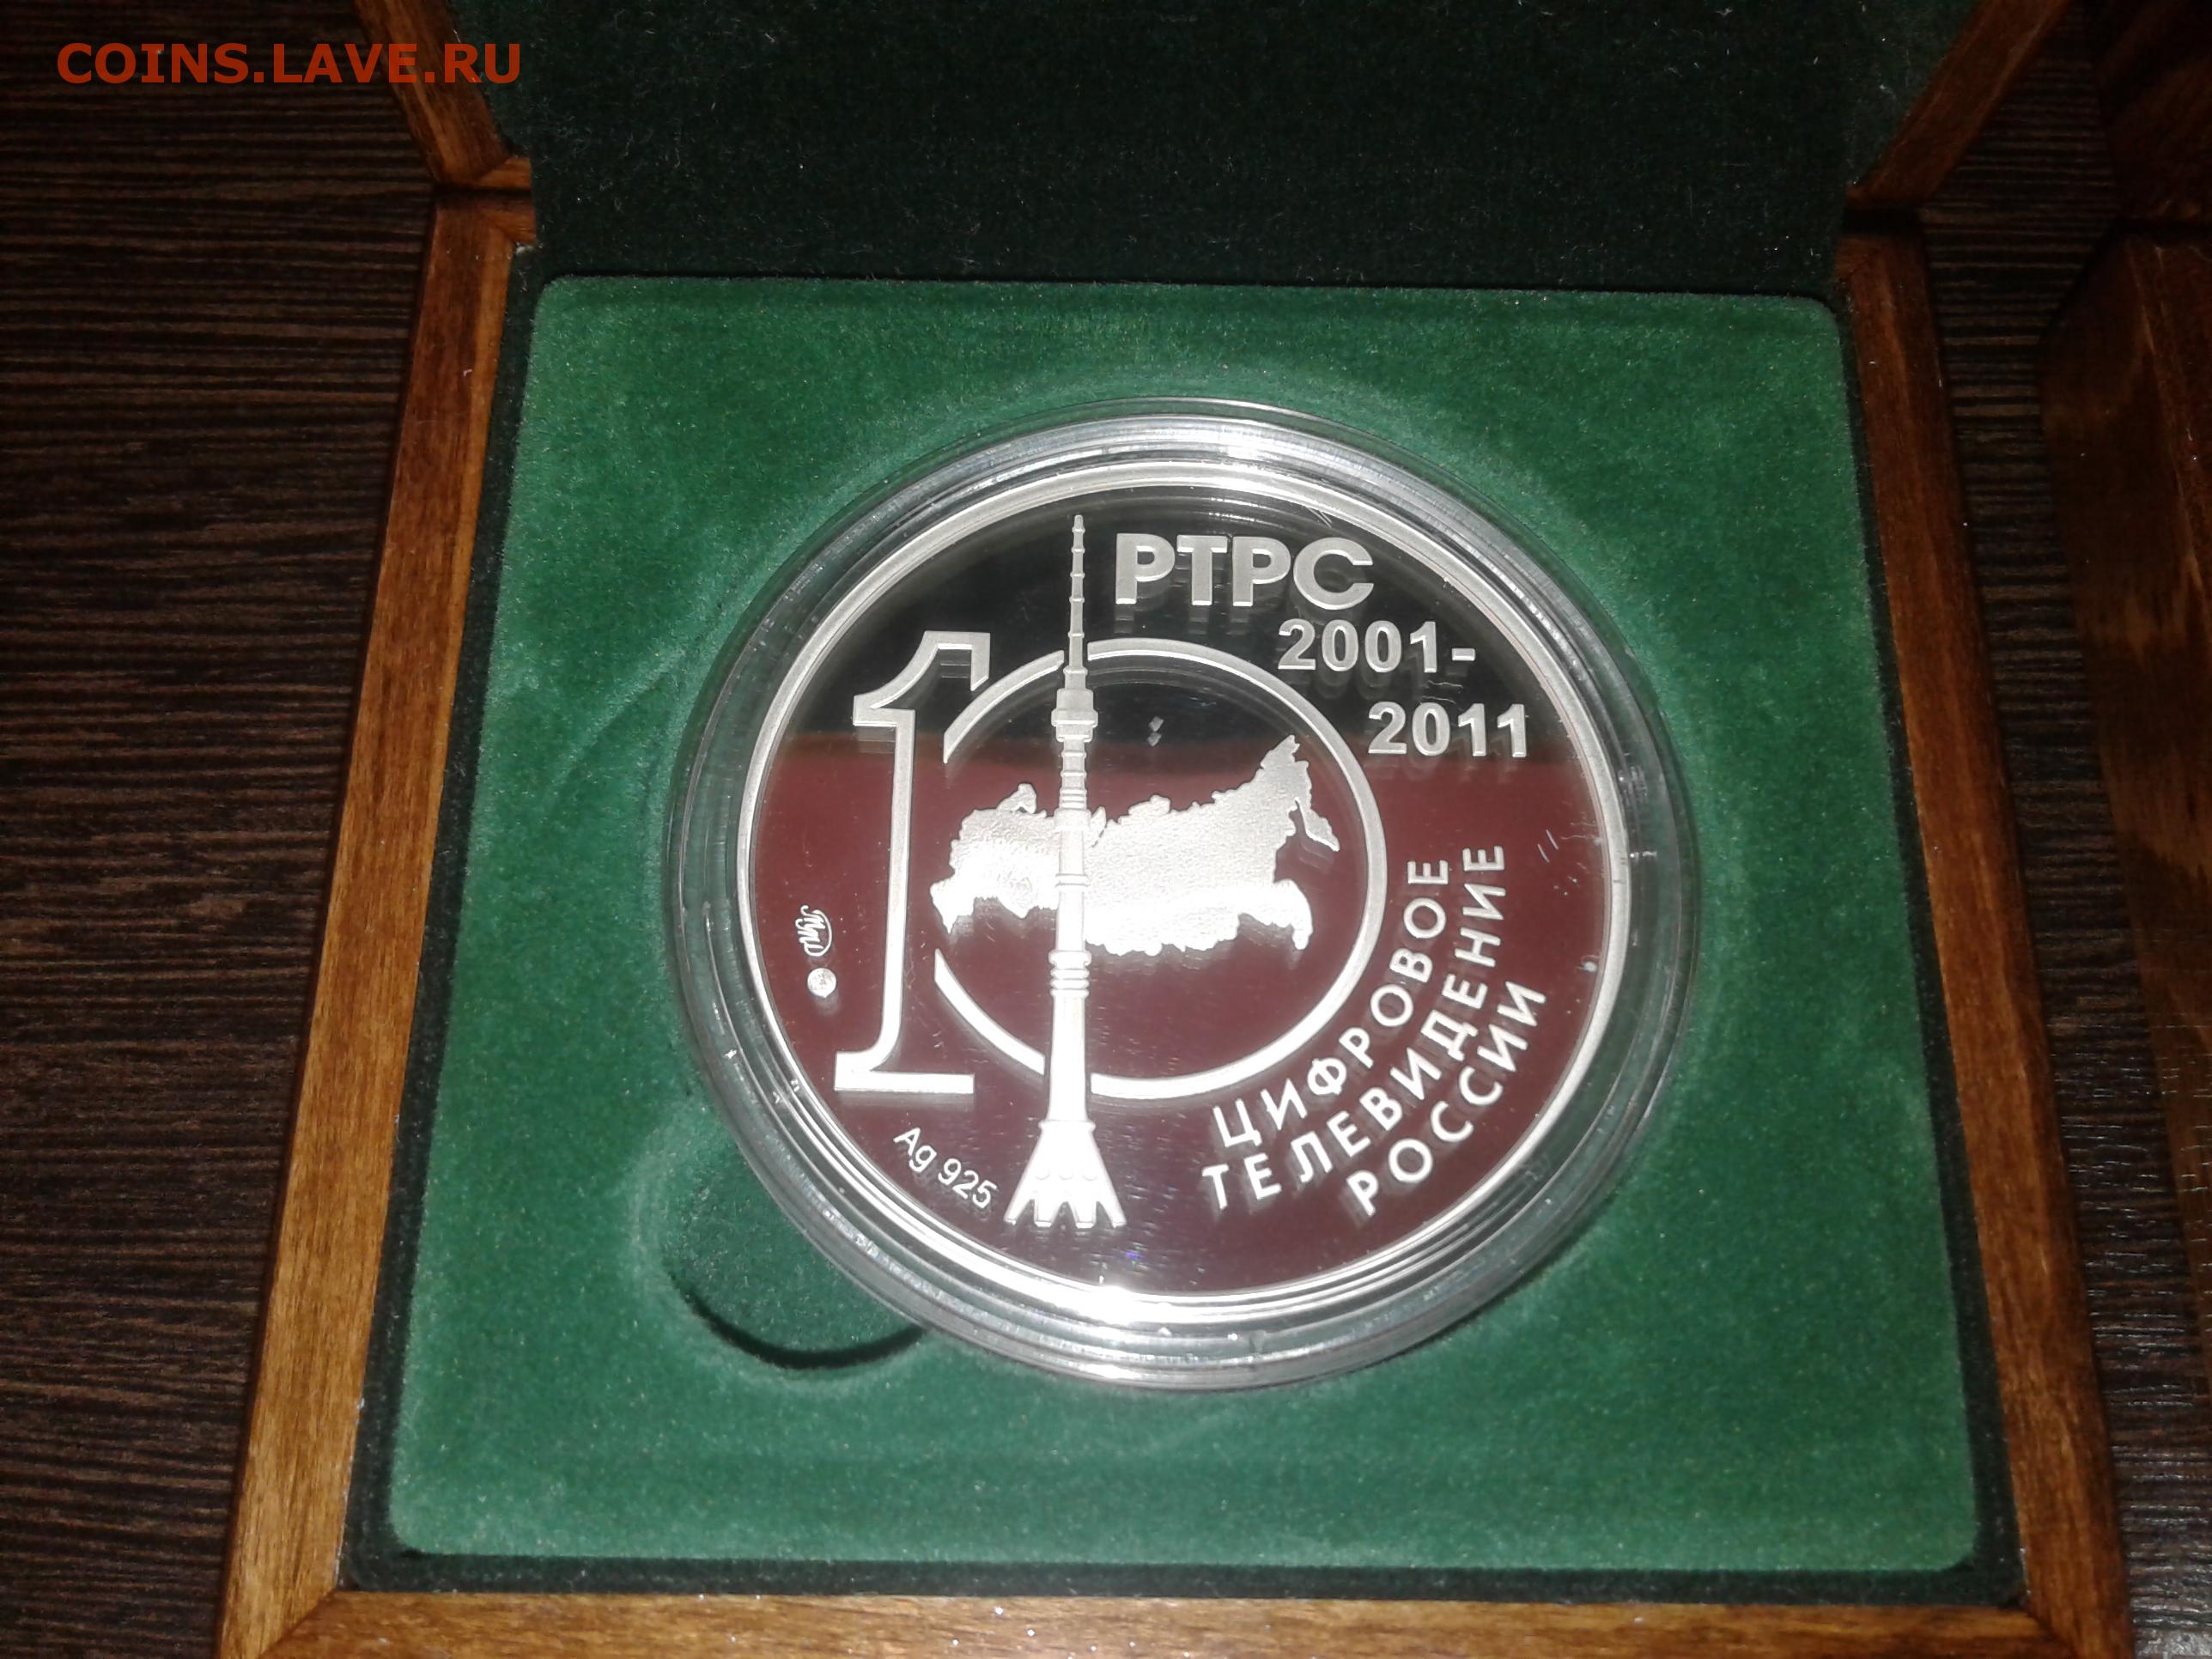 COINS.LAVE.RU
РТРС
2001-
2011
10
ЦИФРОВОЕ
ТЕЛЕВИДЕНИЕ
РОССИИ
Ag 925